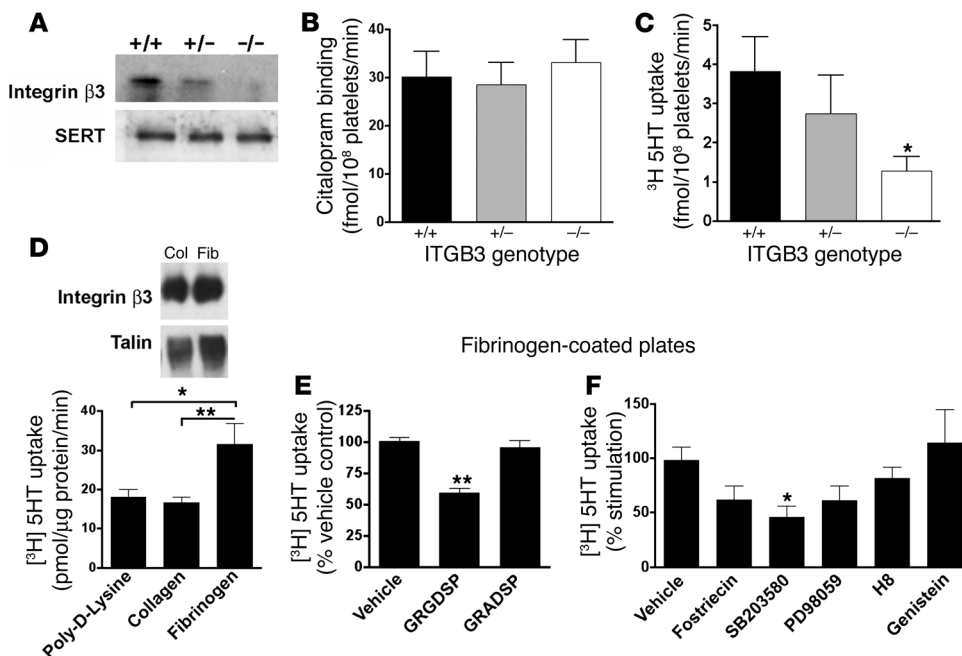 A
+/+ +/– –/–
Integrin β3
SERT
B
Citalopram binding
(fmol/10⁸ platelets/min)
40
30
20
10
0
+/+ +/– –/–
ITGB3 genotype
C
³H 5HT uptake
(fmol/10⁸ platelets/min)
5
4
3
2
1
0
*
+/+ +/– –/–
ITGB3 genotype
D
Col Fib
Integrin β3
Talin
[³H] 5HT uptake
(pmol/μg protein/min)
40
30
20
10
0
*
**
Poly-D-Lysine
Collagen
Fibrinogen
Fibrinogen-coated plates
E
[³H] 5HT uptake
(% vehicle control)
125
100
75
50
25
0
**
Vehicle
GRGDSP
GRADSP
F
[³H] 5HT uptake
(% stimulation)
150
100
50
0
*
Vehicle
Fostriecin
SB203580
PD98059
H8
Genistein